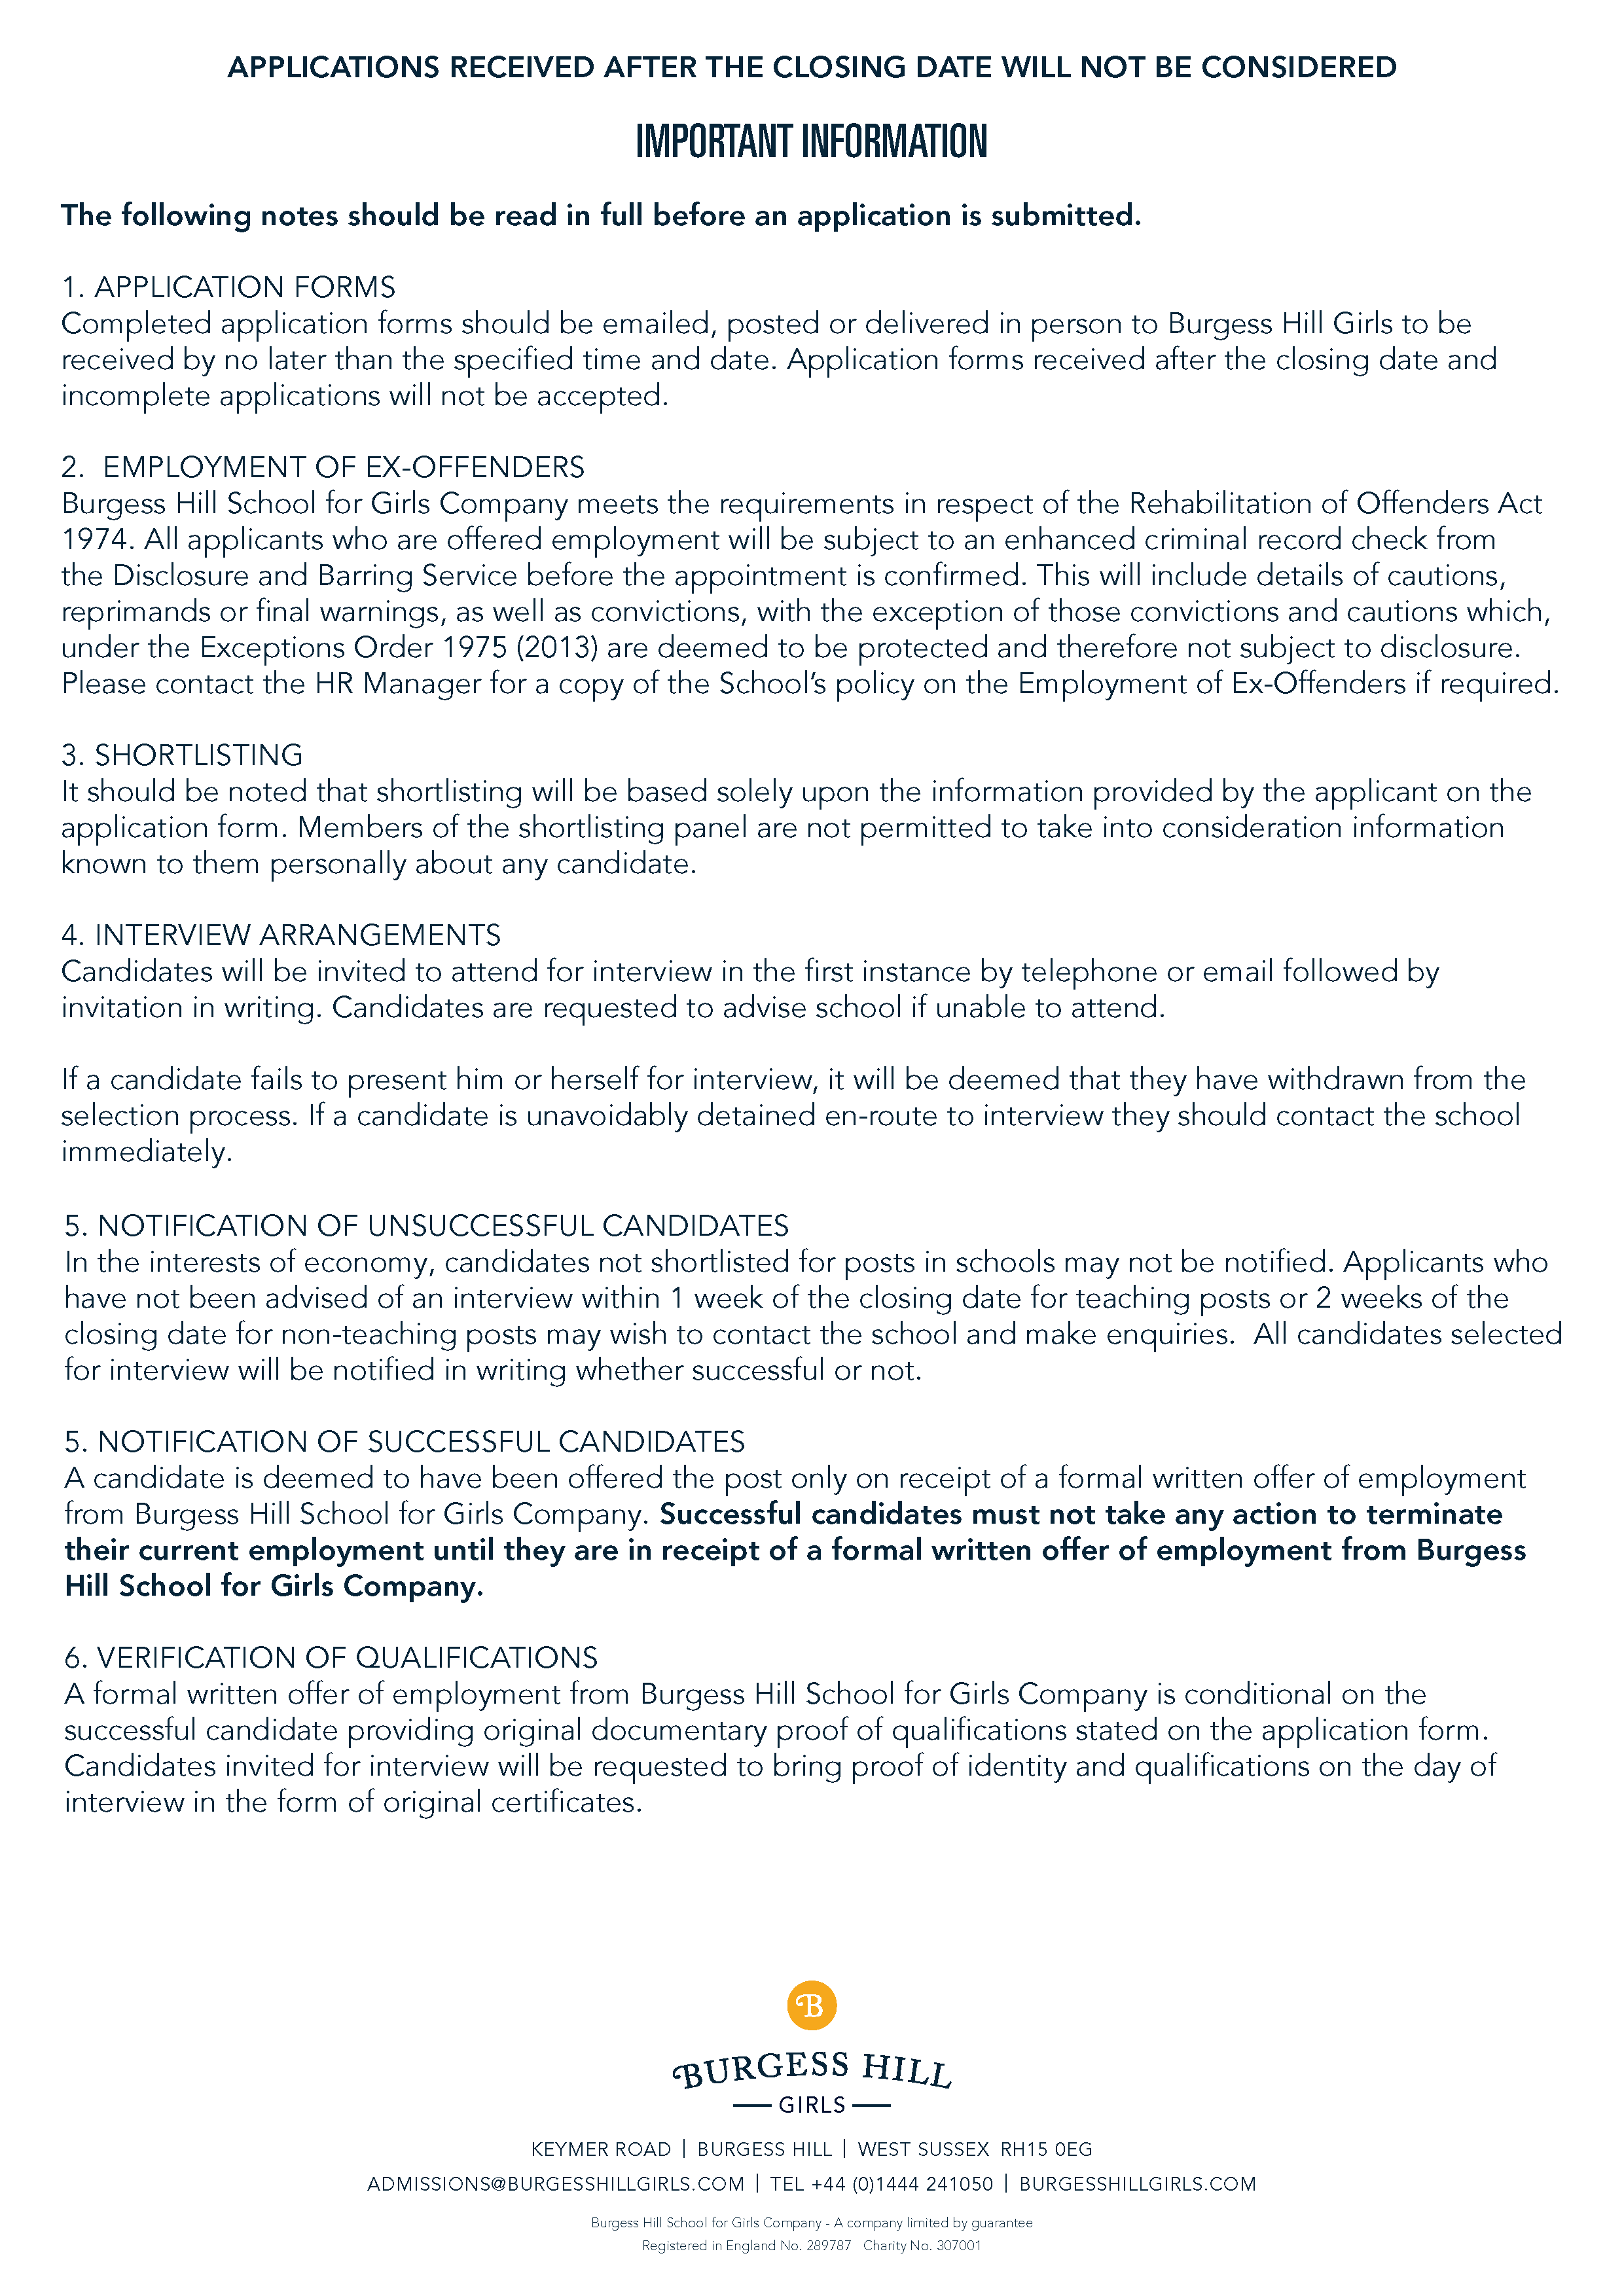 APPLICATIONS RECEIVED AFTER THE CLOSING DATE WILL NOT BE CONSIDERED
IMPORTANT INFORMATION
The following notes should be read in full before an application is submitted.
1. APPLICATION FORMS
Completed application forms should be emailed, posted or delivered in person to Burgess Hill Girls to be
received by no later than the specified time and date. Application forms received after the closing date and
incomplete applications will not be accepted.
2.  EMPLOYMENT OF EX-OFFENDERS
Burgess Hill School for Girls Company meets the requirements in respect of the Rehabilitation of Offenders Act
1974. All applicants who are offered employment will be subject to an enhanced criminal record check from
the Disclosure and Barring Service before the appointment is confirmed. This will include details of cautions,
reprimands or final warnings, as well as convictions, with the exception of those convictions and cautions which,
under the Exceptions Order 1975 (2013) are deemed to be protected and therefore not subject to disclosure.
Please contact the HR Manager for a copy of the School’s policy on the Employment of Ex-Offenders if required.
3. SHORTLISTING
It should be noted that shortlisting will be based solely upon the information provided by the applicant on the
application form. Members of the shortlisting panel are not permitted to take into consideration information
known to them personally about any candidate.
4. INTERVIEW ARRANGEMENTS
Candidates will be invited to attend for interview in the first instance by telephone or email followed by
invitation in writing. Candidates are requested to advise school if unable to attend.
If a candidate fails to present him or herself for interview, it will be deemed that they have withdrawn from the
selection process. If a candidate is unavoidably detained en-route to interview they should contact the school
immediately.
5. NOTIFICATION OF UNSUCCESSFUL CANDIDATES
In the interests of economy, candidates not shortlisted for posts in schools may not be notified. Applicants who
have not been advised of an interview within 1 week of the closing date for teaching posts or 2 weeks of the
closing date for non-teaching posts may wish to contact the school and make enquiries.  All candidates selected
for interview will be notified in writing whether successful or not.
5. NOTIFICATION OF SUCCESSFUL CANDIDATES
A candidate is deemed to have been offered the post only on receipt of a formal written offer of employment
from Burgess Hill School for Girls Company. Successful candidates must not take any action to terminate
their current employment until they are in receipt of a formal written offer of employment from Burgess
Hill School for Girls Company.
6. VERIFICATION OF QUALIFICATIONS
A formal written offer of employment from Burgess Hill School for Girls Company is conditional on the
successful candidate providing original documentary proof of qualifications stated on the application form.
Candidates invited for interview will be requested to bring proof of identity and qualifications on the day of
interview in the form of original certificates.
B
BURGESS HILL
GIRLS
KEYMER ROAD | BURGESS HILL | WEST SUSSEX  RH15 0EG
ADMISSIONS@BURGESSHILLGIRLS.COM | TEL +44 (0)1444 241050 | BURGESSHILLGIRLS.COM
Burgess Hill School for Girls Company - A company limited by guarantee
Registered in England No. 289787   Charity No. 307001